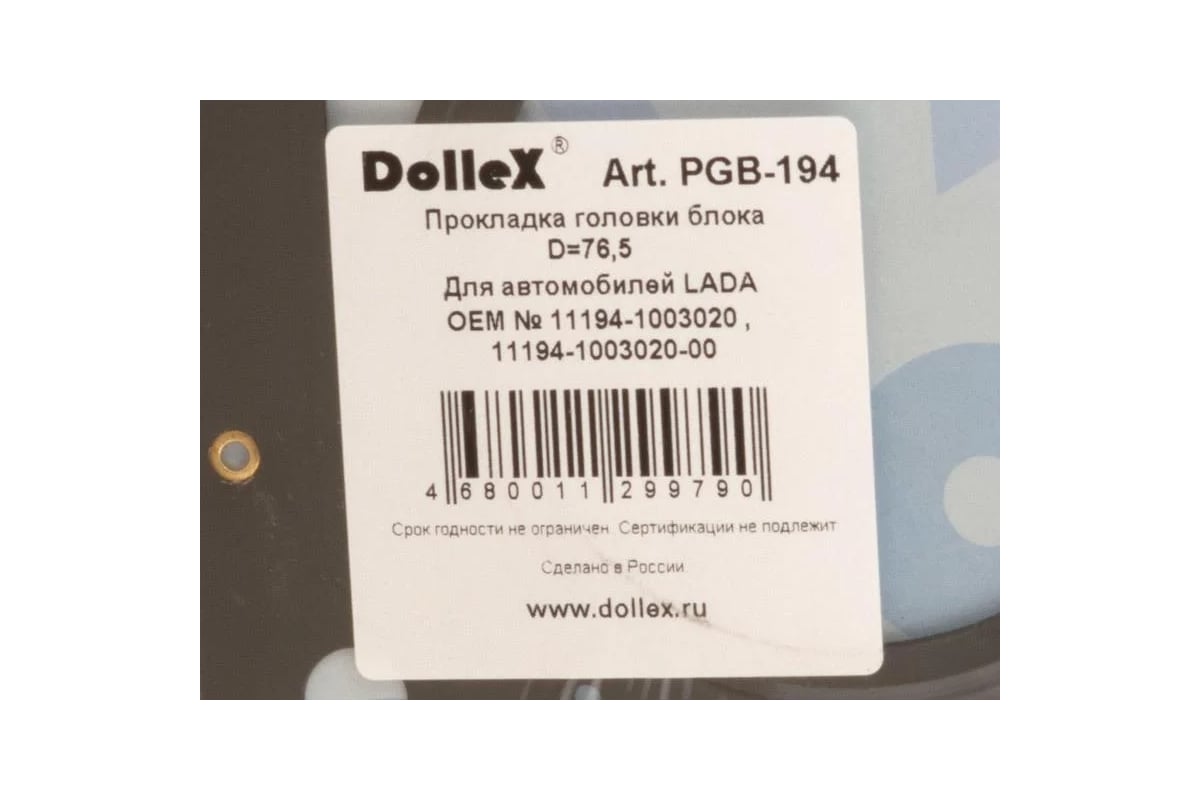 DolleX® Art. PGB-194
Прокладка головки блока
D=76,5
Для автомобилей LADA
OEM № 11194-1003020 ,
11194-1003020-00
4 680011 299790
Срок годности не ограничен. Сертификации не подлежит
Сделано в России
www.dollex.ru